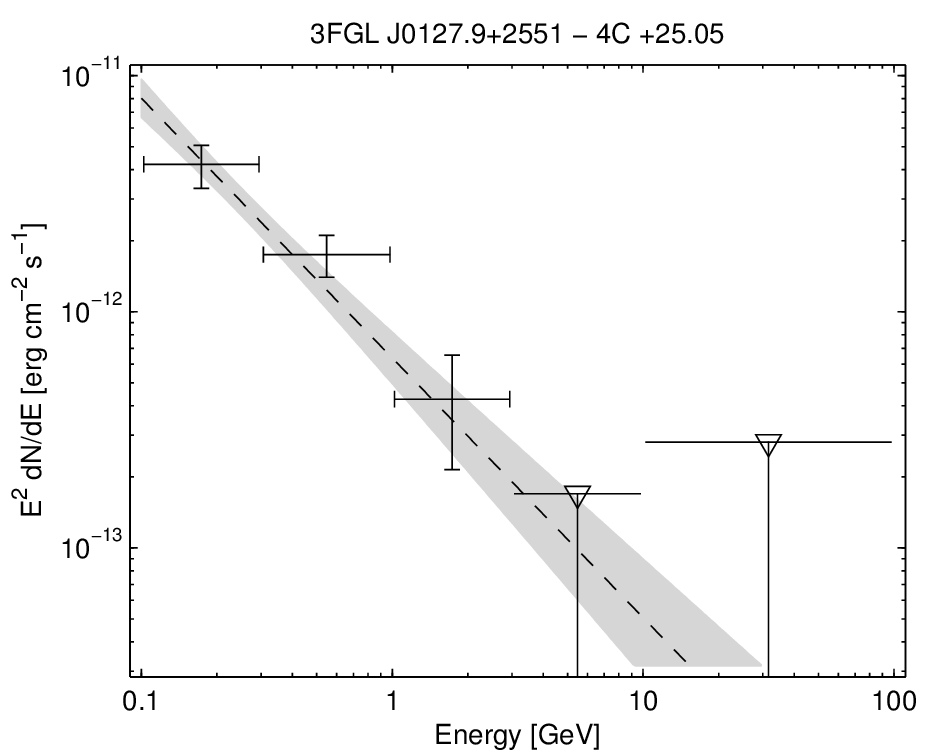 3FGL J0127.9+2551 − 4C +25.05
10⁻¹¹
10⁻¹²
10⁻¹³
E² dN/dE [erg cm⁻² s⁻¹]
0.1 1 10 100
Energy [GeV]